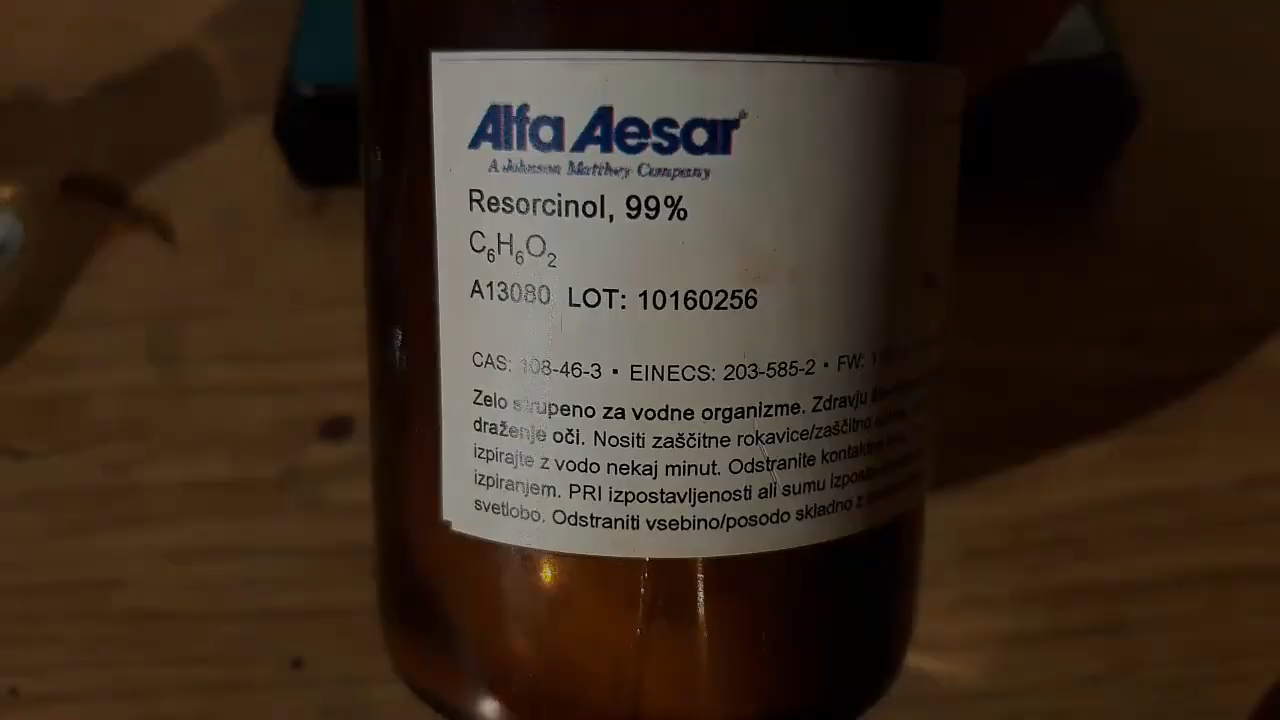 Alfa Aesar®
A Johnson Matthey Company
Resorcinol, 99%
C₆H₆O₂
A13080 LOT: 10160256
CAS: 108-46-3 · EINECS: 203-585-2 · FW:
Zelo strupeno za vodne organizme. Zdravju
draženje oči. Nositi zaščitne rokavice/zaščitno
izpirajte z vodo nekaj minut. Odstranite kontaktne
izpiranjem. PRI izpostavljenosti ali sumu
svetlobo. Odstraniti vsebino/posodo skladno z